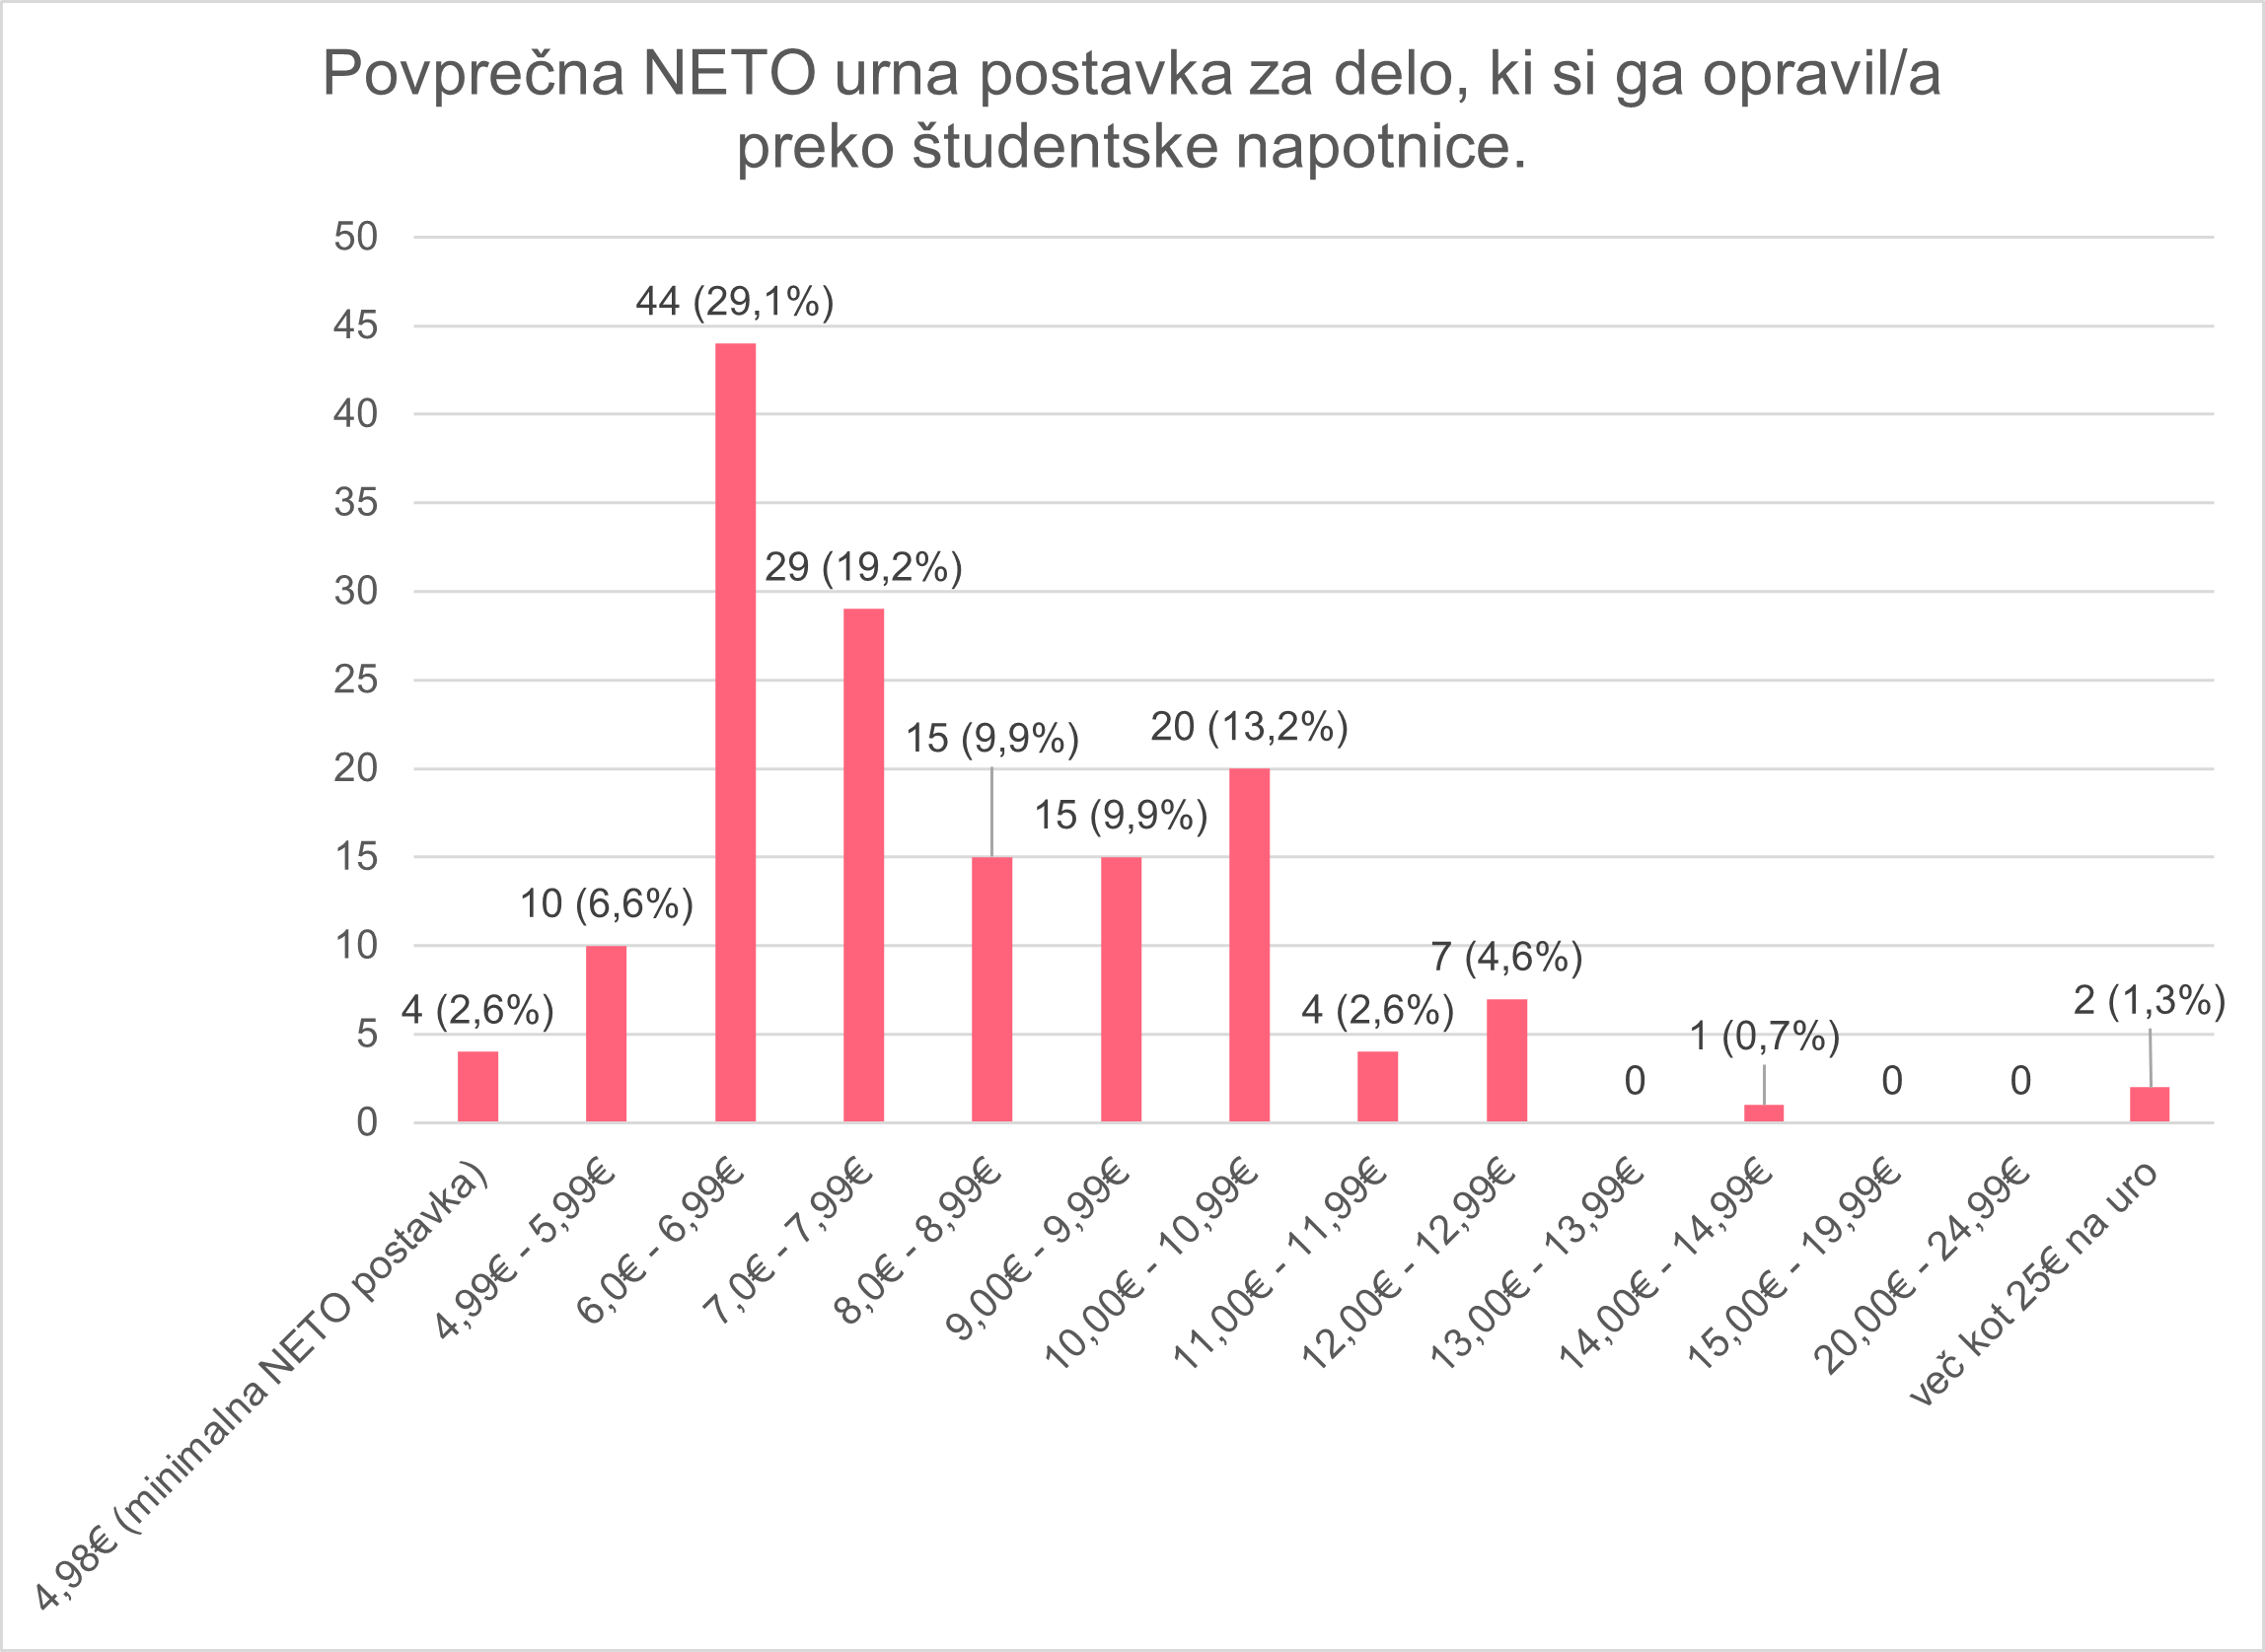 Povprečna NETO urna postavka za delo, ki si ga opravil/a
preko študentske napotnice.
50
45
40
35
30
25
20
15
10
5
0
4 (2,6%)
10 (6,6%)
44 (29,1%)
29 (19,2%)
15 (9,9%)
15 (9,9%)
20 (13,2%)
4 (2,6%)
7 (4,6%)
0
1 (0,7%)
0
0
2 (1,3%)
4,98€ (minimalna NETO postavka)
4,99€ - 5,99€
6,0€ - 6,99€
7,0€ - 7,99€
8,0€ - 8,99€
9,00€ - 9,99€
10,00€ - 10,99€
11,00€ - 11,99€
12,00€ - 12,99€
13,00€ - 13,99€
14,00€ - 14,99€
15,00€ - 19,99€
20,00€ - 24,99€
več kot 25€ na uro